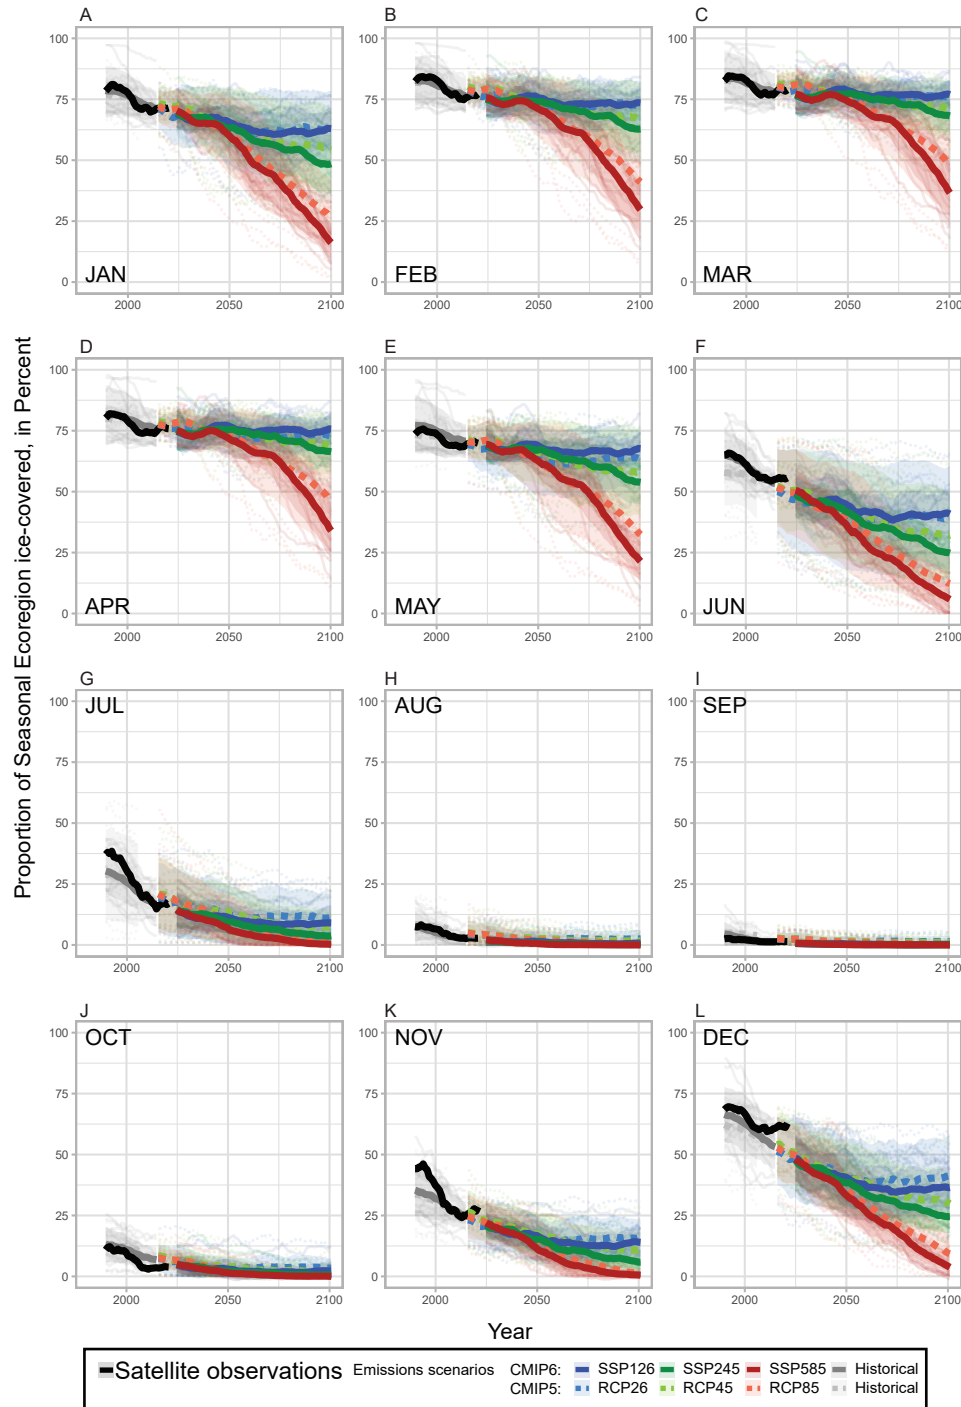 A B C
100 100 100
75 75 75
50 50 50
25 25 25
0 0 0
JAN FEB MAR
2000 2050 2100 2000 2050 2100 2000 2050 2100
Proportion of Seasonal Ecoregion ice-covered, in Percent
D E F
100 100 100
75 75 75
50 50 50
25 25 25
0 0 0
APR MAY JUN
2000 2050 2100 2000 2050 2100 2000 2050 2100
G H I
100 100 100
JUL AUG SEP
75 75 75
50 50 50
25 25 25
0 0 0
2000 2050 2100 2000 2050 2100 2000 2050 2100
J K L
100 100 100
OCT NOV DEC
75 75 75
50 50 50
25 25 25
0 0 0
2000 2050 2100 2000 2050 2100 2000 2050 2100
Year
Satellite observations Emissions scenarios CMIP6: SSP126 SSP245 SSP585 Historical
CMIP5: RCP26 RCP45 RCP85 Historical